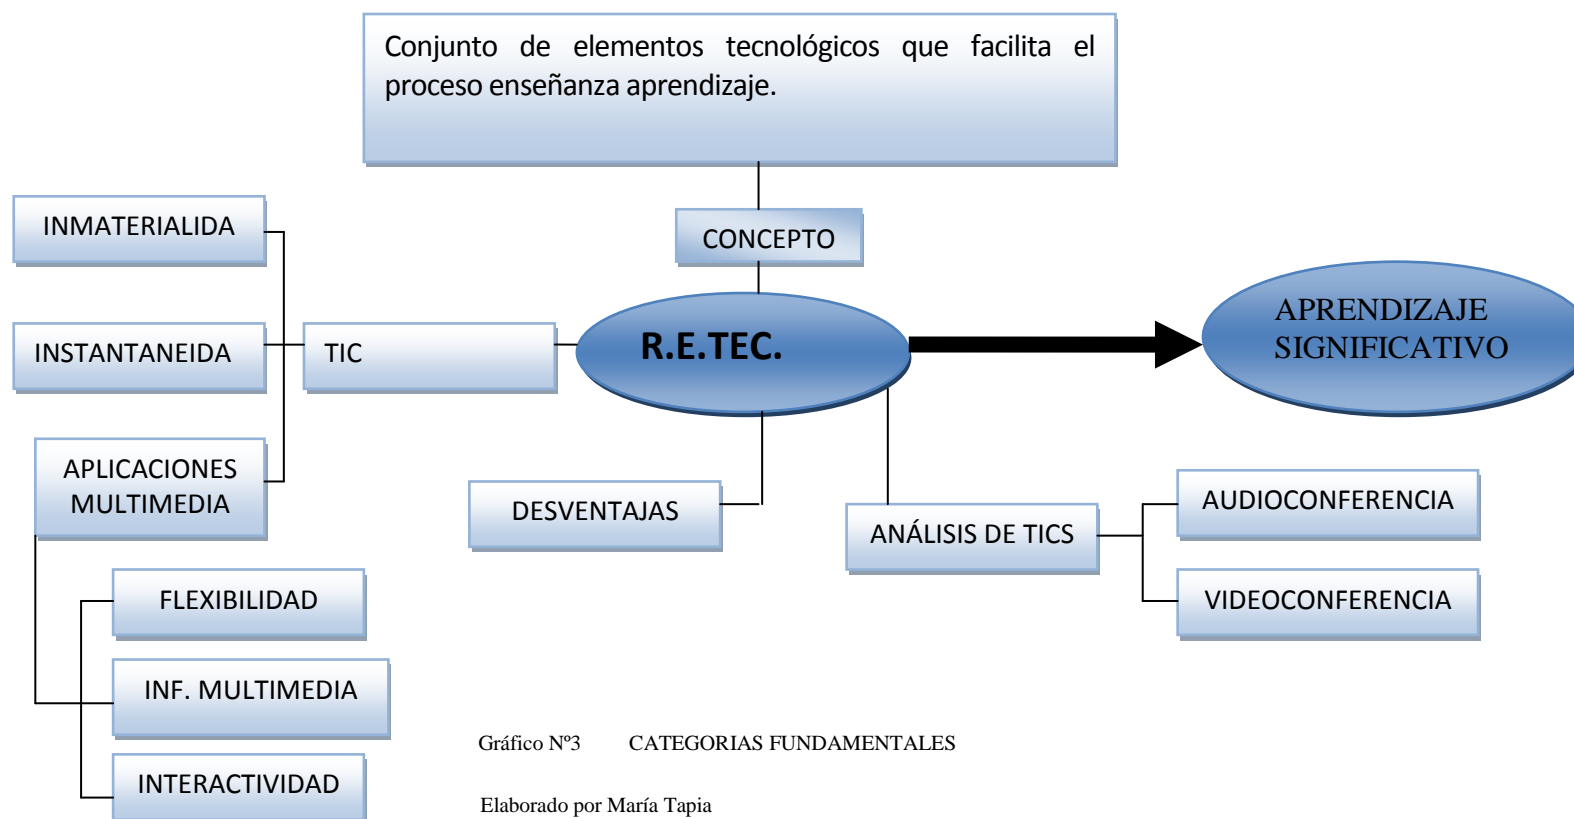 Conjunto de elementos tecnológicos que facilita el
proceso enseñanza aprendizaje.
CONCEPTO
INMATERIALIDA
INSTANTANEIDA
TIC
R.E.TEC.
APRENDIZAJE
SIGNIFICATIVO
APLICACIONES
MULTIMEDIA
DESVENTAJAS
ANÁLISIS DE TICS
AUDIOCONFERENCIA
VIDEOCONFERENCIA
FLEXIBILIDAD
INF. MULTIMEDIA
INTERACTIVIDAD
Gráfico Nº3 CATEGORIAS FUNDAMENTALES
Elaborado por María Tapia